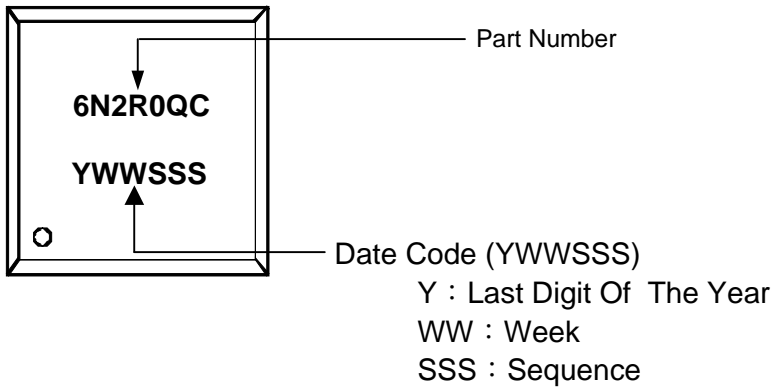 Part Number
6N2R0QC
YWWSSS
Date Code (YWWSSS)
Y：Last Digit Of The Year
WW：Week
SSS：Sequence